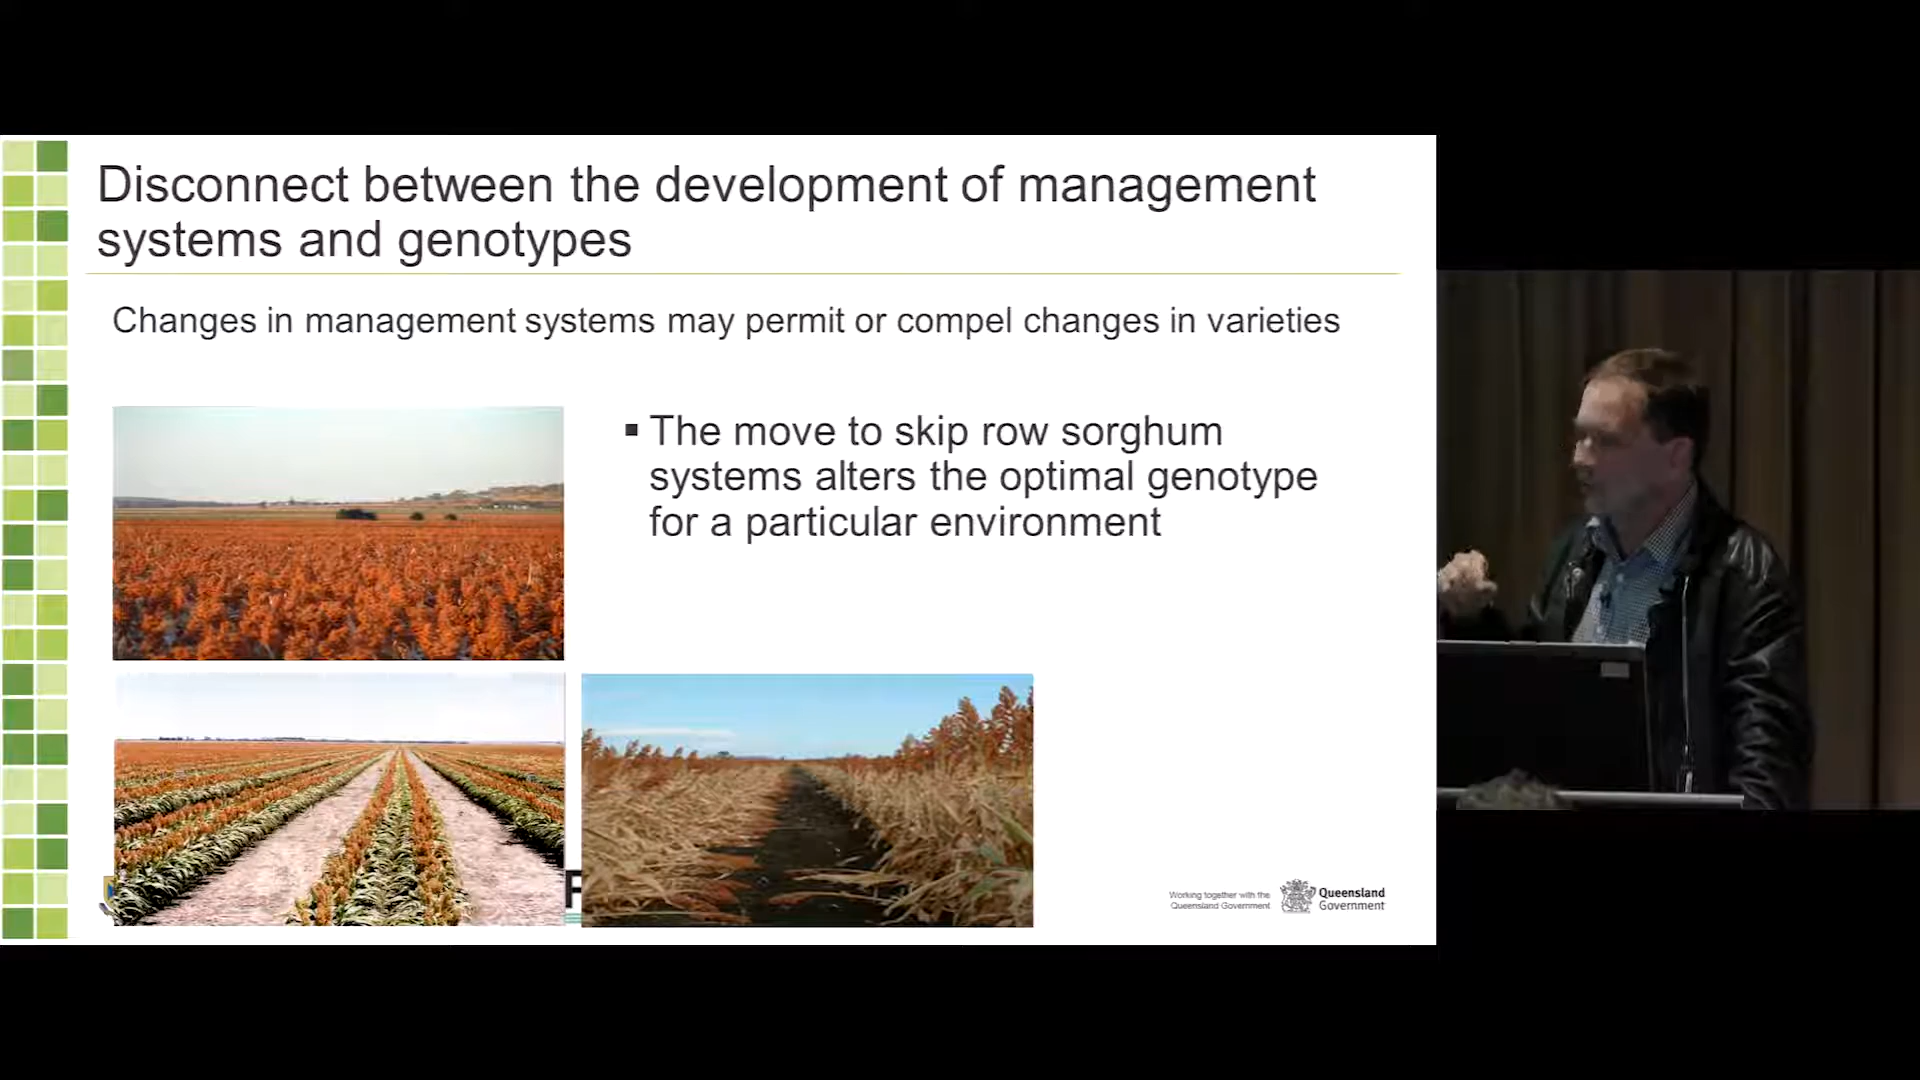 Disconnect between the development of management
systems and genotypes
Changes in management systems may permit or compel changes in varieties
▪ The move to skip row sorghum
systems alters the optimal genotype
for a particular environment
Working together with the
Queensland Government
Queensland
Government